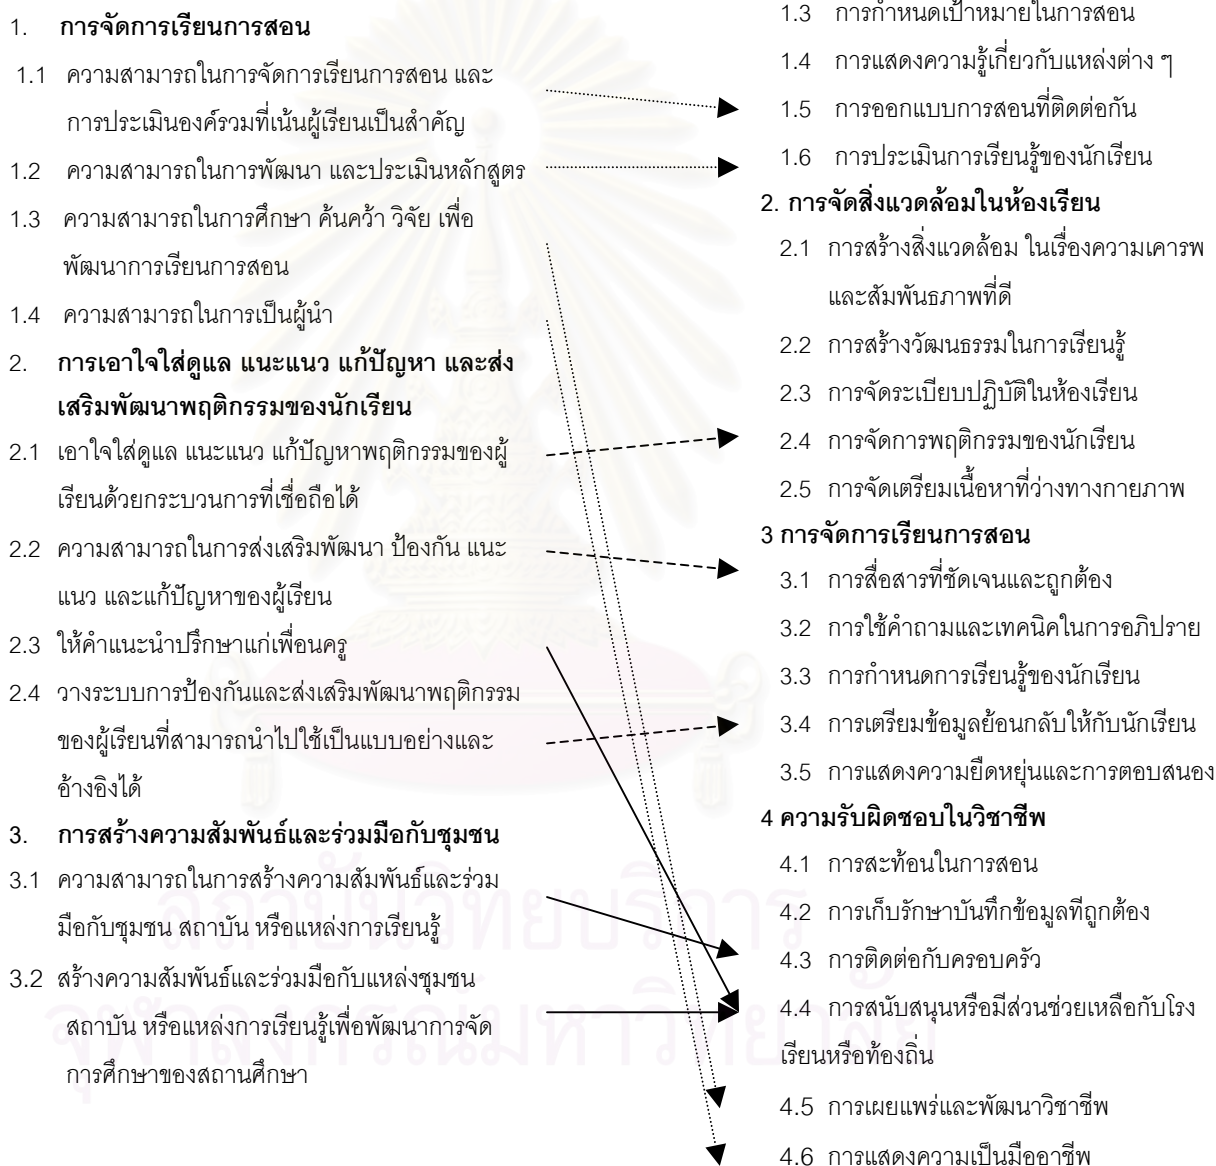 1. การจัดการเรียนการสอน
1.1 ความสามารถในการจัดการเรียนการสอน และ
การประเมินองค์รวมที่เน้นผู้เรียนเป็นสำคัญ
1.2 ความสามารถในการพัฒนา และประเมินหลักสูตร
1.3 ความสามารถในการศึกษา ค้นคว้า วิจัย เพื่อ
พัฒนาการเรียนการสอน
1.4 ความสามารถในการเป็นผู้นำ
2. การเอาใจใส่ดูแล แนะแนว แก้ปัญหา และส่ง
เสริมพัฒนาพฤติกรรมของนักเรียน
2.1 เอาใจใส่ดูแล แนะแนว แก้ปัญหาพฤติกรรมของผู้
เรียนด้วยกระบวนการที่เชื่อถือได้
2.2 ความสามารถในการส่งเสริมพัฒนา ป้องกัน แนะ
แนว และแก้ปัญหาของผู้เรียน
2.3 ให้คำแนะนำปรึกษาแก่เพื่อนครู
2.4 วางระบบการป้องกันและส่งเสริมพัฒนาพฤติกรรม
ของผู้เรียนที่สามารถนำไปใช้เป็นแบบอย่างและ
อ้างอิงได้
3. การสร้างความสัมพันธ์และร่วมมือกับชุมชน
3.1 ความสามารถในการสร้างความสัมพันธ์และร่วม
มือกับชุมชน สถาบัน หรือแหล่งการเรียนรู้
3.2 สร้างความสัมพันธ์และร่วมมือกับแหล่งชุมชน
สถาบัน หรือแหล่งการเรียนรู้เพื่อพัฒนาการจัด
การศึกษาของสถานศึกษา
1.3 การกำหนดเป้าหมายในการสอน
1.4 การแสดงความรู้เกี่ยวกับแหล่งต่าง ๆ
1.5 การออกแบบการสอนที่ติดต่อกัน
1.6 การประเมินการเรียนรู้ของนักเรียน
2. การจัดสิ่งแวดล้อมในห้องเรียน
2.1 การสร้างสิ่งแวดล้อม ในเรื่องความเคารพ
และสัมพันธภาพที่ดี
2.2 การสร้างวัฒนธรรมในการเรียนรู้
2.3 การจัดระเบียบปฏิบัติในห้องเรียน
2.4 การจัดการพฤติกรรมของนักเรียน
2.5 การจัดเตรียมเนื้อหาที่ว่างทางกายภาพ
3 การจัดการเรียนการสอน
3.1 การสื่อสารที่ชัดเจนและถูกต้อง
3.2 การใช้คำถามและเทคนิคในการอภิปราย
3.3 การกำหนดการเรียนรู้ของนักเรียน
3.4 การเตรียมข้อมูลย้อนกลับให้กับนักเรียน
3.5 การแสดงความยืดหยุ่นและการตอบสนอง
4 ความรับผิดชอบในวิชาชีพ
4.1 การสะท้อนในการสอน
4.2 การเก็บรักษาบันทึกข้อมูลที่ถูกต้อง
4.3 การติดต่อกับครอบครัว
4.4 การสนับสนุนหรือมีส่วนช่วยเหลือกับโรง
เรียนหรือท้องถิ่น
4.5 การเผยแพร่และพัฒนาวิชาชีพ
4.6 การแสดงความเป็นมืออาชีพ
สถาบันวิทยบริการ
จุฬาลงกรณ์มหาวิทยาลัย